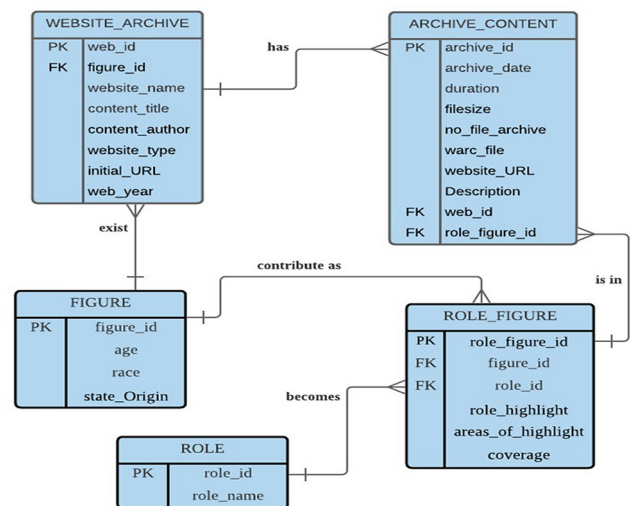 WEBSITE_ARCHIVE
PK web_id
FK figure_id
website_name
content_title
content_author
website_type
initial_URL
web_year
has
ARCHIVE_CONTENT
PK archive_id
archive_date
duration
filesize
no_file_archive
warc_file
website_URL
Description
FK web_id
FK role_figure_id
exist
contribute as
is in
FIGURE
PK figure_id
age
race
state_Origin
ROLE_FIGURE
PK role_figure_id
FK figure_id
FK role_id
role_highlight
areas_of_highlight
coverage
becomes
ROLE
PK role_id
role_name